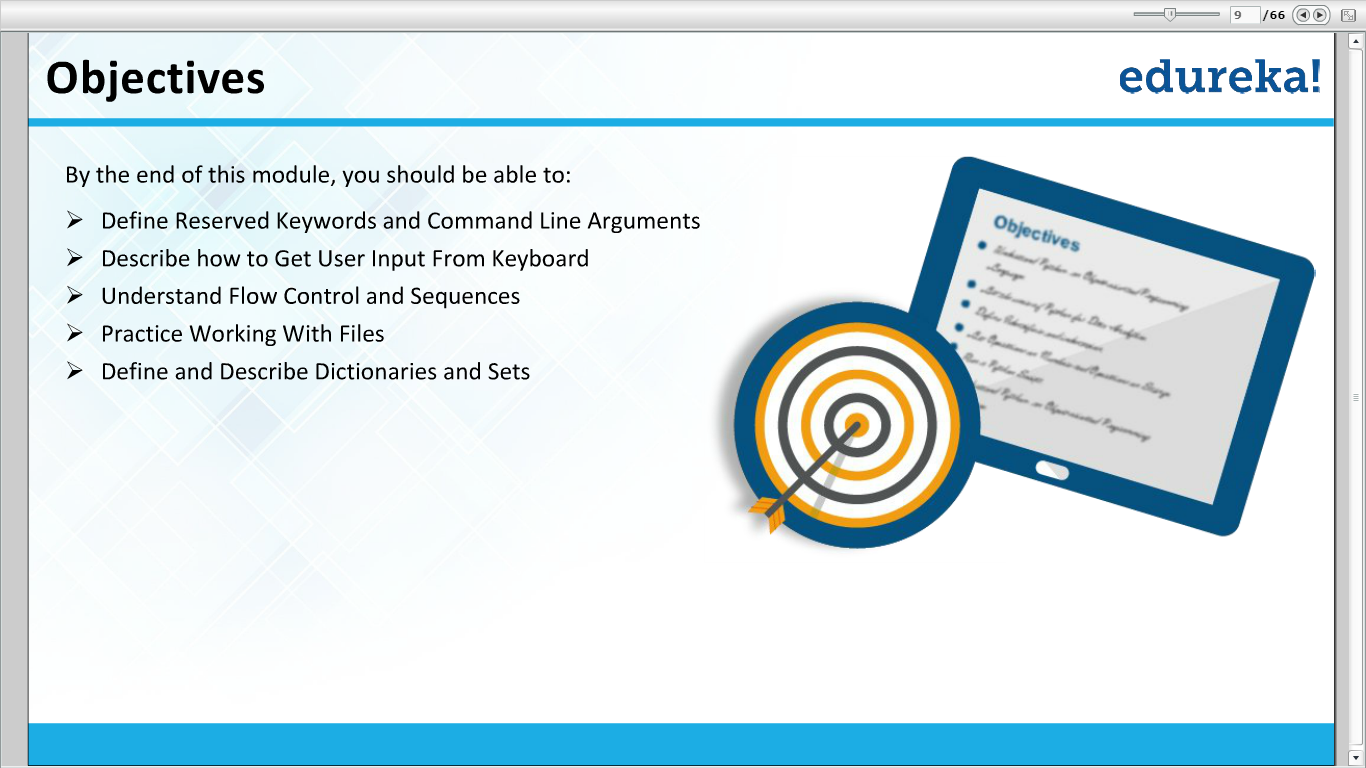 9 /66
Objectives
edureka!
By the end of this module, you should be able to:
Define Reserved Keywords and Command Line Arguments
Describe how to Get User Input From Keyboard
Understand Flow Control and Sequences
Practice Working With Files
Define and Describe Dictionaries and Sets
Objectives